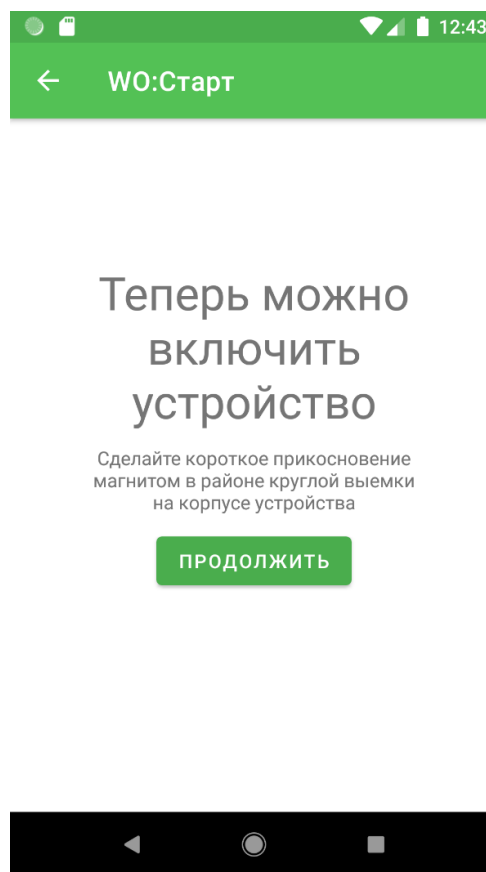 12:43
WO:Старт
Теперь можно
включить
устройство
Сделайте короткое прикосновение
магнитом в районе круглой выемки
на корпусе устройства
ПРОДОЛЖИТЬ